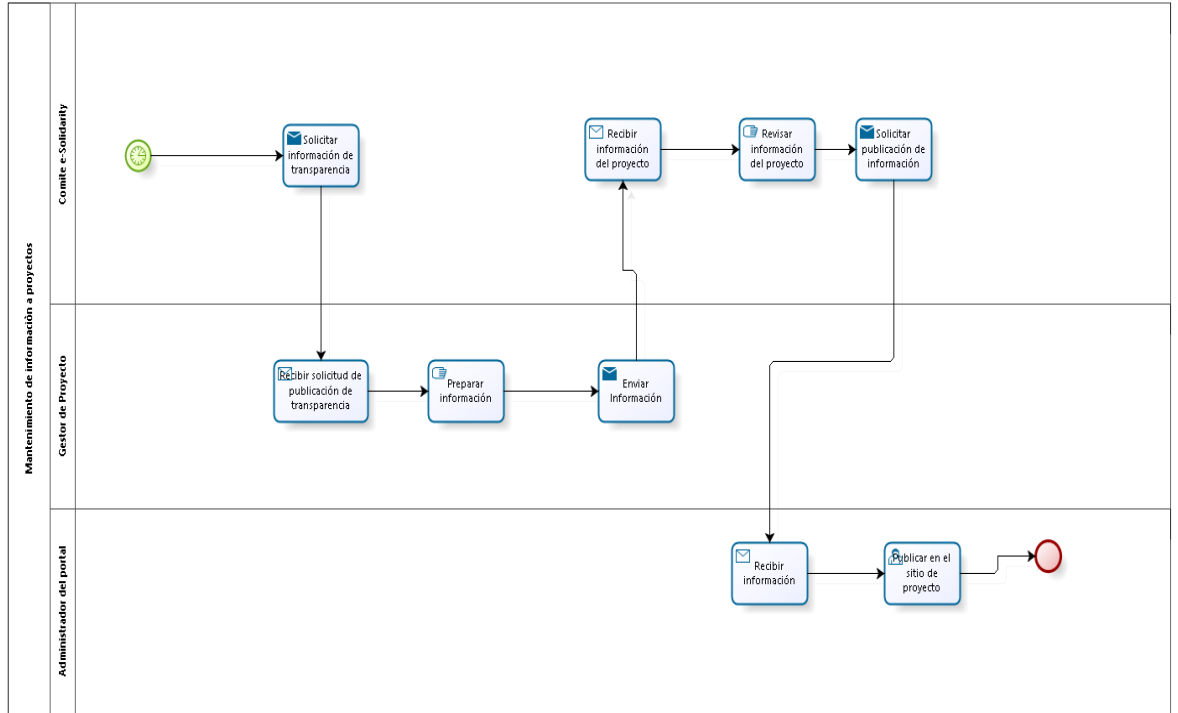 Mantenimiento de información a proyectos
Comite e-Solidarity
Solicitar
información de
transparencia
Recibir
información
del proyecto
Revisar
información
del proyecto
Solicitar
publicación de
información
Gestor de Proyecto
Recibir solicitud de
publicación de
transparencia
Preparar
información
Enviar
Información
Administrador del portal
Recibir
información
Publicar en el
sitio de
proyecto